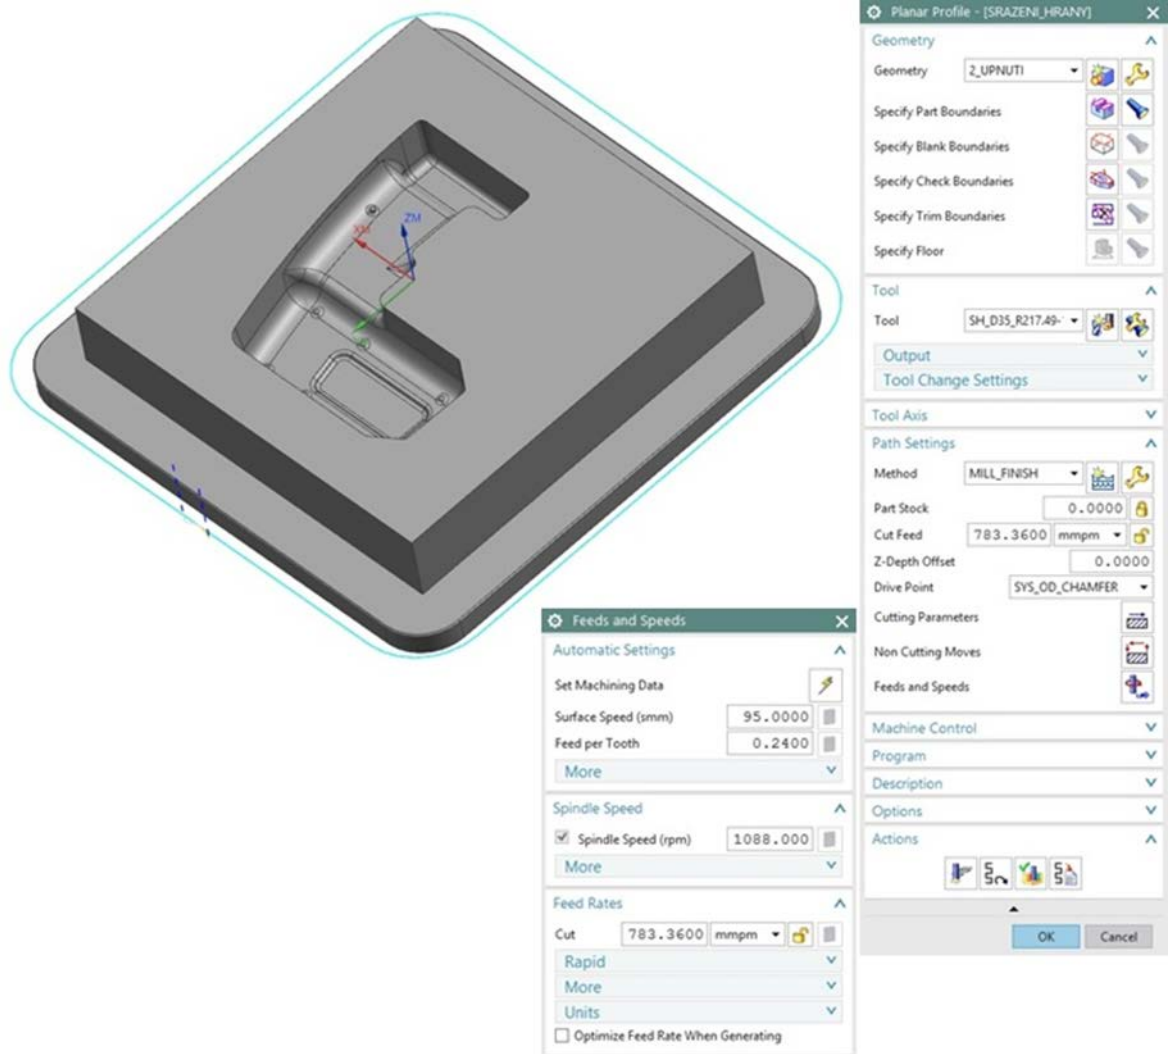 Planar Profile - [SRAZENI_HRANY]
Geometry
Geometry 2_UPNUTI
Specify Part Boundaries
Specify Blank Boundaries
Specify Check Boundaries
Specify Trim Boundaries
Specify Floor
Tool
Tool SH_D35_R217.49-
Output
Tool Change Settings
Tool Axis
Path Settings
Method MILL_FINISH
Part Stock 0.0000
Cut Feed 783.3600 mmpm
Z-Depth Offset 0.0000
Drive Point SYS_OD_CHAMFER
Cutting Parameters
Non Cutting Moves
Feeds and Speeds
Machine Control
Program
Description
Options
Actions
OK Cancel
ZM
XM
Feeds and Speeds
Automatic Settings
Set Machining Data
Surface Speed (smm) 95.0000
Feed per Tooth 0.2400
More
Spindle Speed
Spindle Speed (rpm) 1088.000
More
Feed Rates
Cut 783.3600 mmpm
Rapid
More
Units
Optimize Feed Rate When Generating